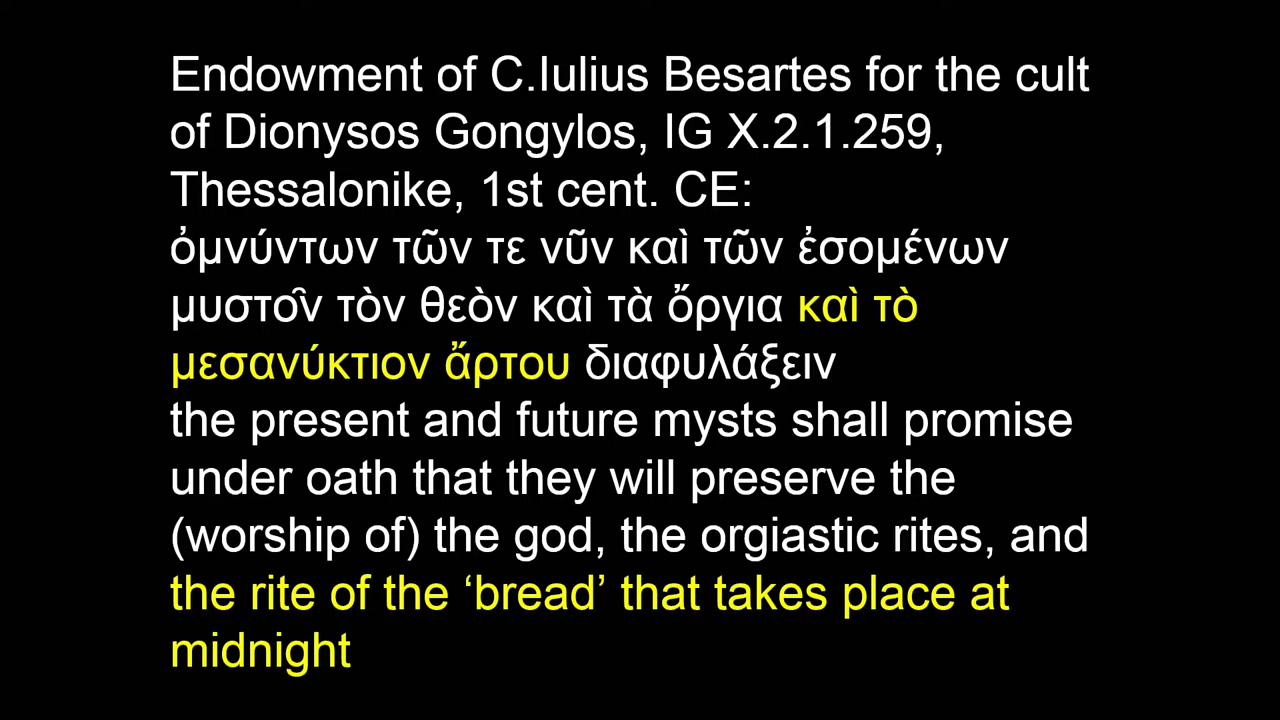 Endowment of C.Iulius Besartes for the cult
of Dionysos Gongylos, IG X.2.1.259,
Thessalonike, 1st cent. CE:
ὀμνύντων τῶν τε νῦν καὶ τῶν ἐσομένων
μυστο͂ν τὸν θεὸν καὶ τὰ ὄργια καὶ τὸ
μεσανύκτιον ἄρτου διαφυλάξειν
the present and future mysts shall promise
under oath that they will preserve the
(worship of) the god, the orgiastic rites, and
the rite of the ‘bread’ that takes place at
midnight